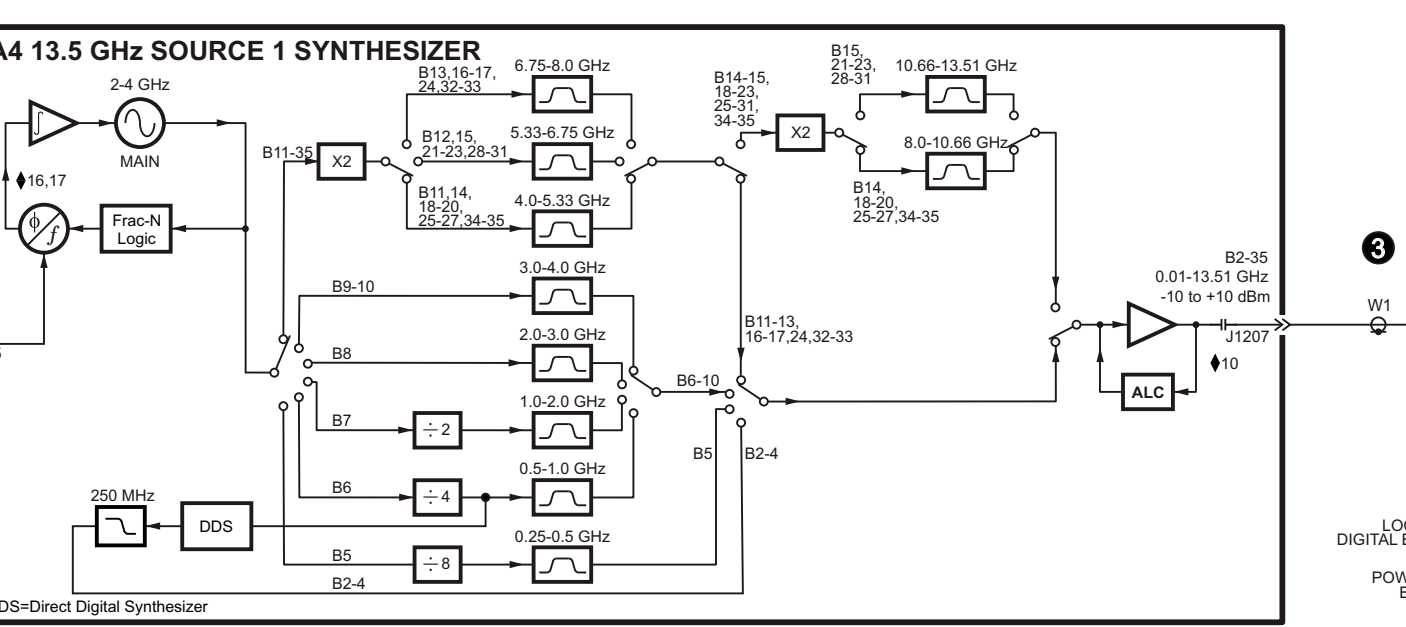 A4 13.5 GHz SOURCE 1 SYNTHESIZER
2-4 GHz
MAIN
♦16,17
ϕ/f
Frac-N
Logic
B11-35
X2
B13,16-17,
24,32-33
6.75-8.0 GHz
B12,15,
21-23,28-31
5.33-6.75 GHz
B11,14,
18-20,
25-27,34-35
4.0-5.33 GHz
B14-15,
18-23,
25-31,
34-35
X2
B15,
21-23,
28-31
10.66-13.51 GHz
8.0-10.66 GHz
B14,
18-20,
25-27,34-35
B9-10
3.0-4.0 GHz
B8
2.0-3.0 GHz
B7
÷2
1.0-2.0 GHz
B6
÷4
0.5-1.0 GHz
B5
÷8
0.25-0.5 GHz
B2-4
250 MHz
DDS
B6-10
B11-13,
16-17,24,32-33
B5
B2-4
B2-35
0.01-13.51 GHz
-10 to +10 dBm
J1207
♦10
ALC
3
W1
LO
DIGITAL
POW
DS=Direct Digital Synthesizer